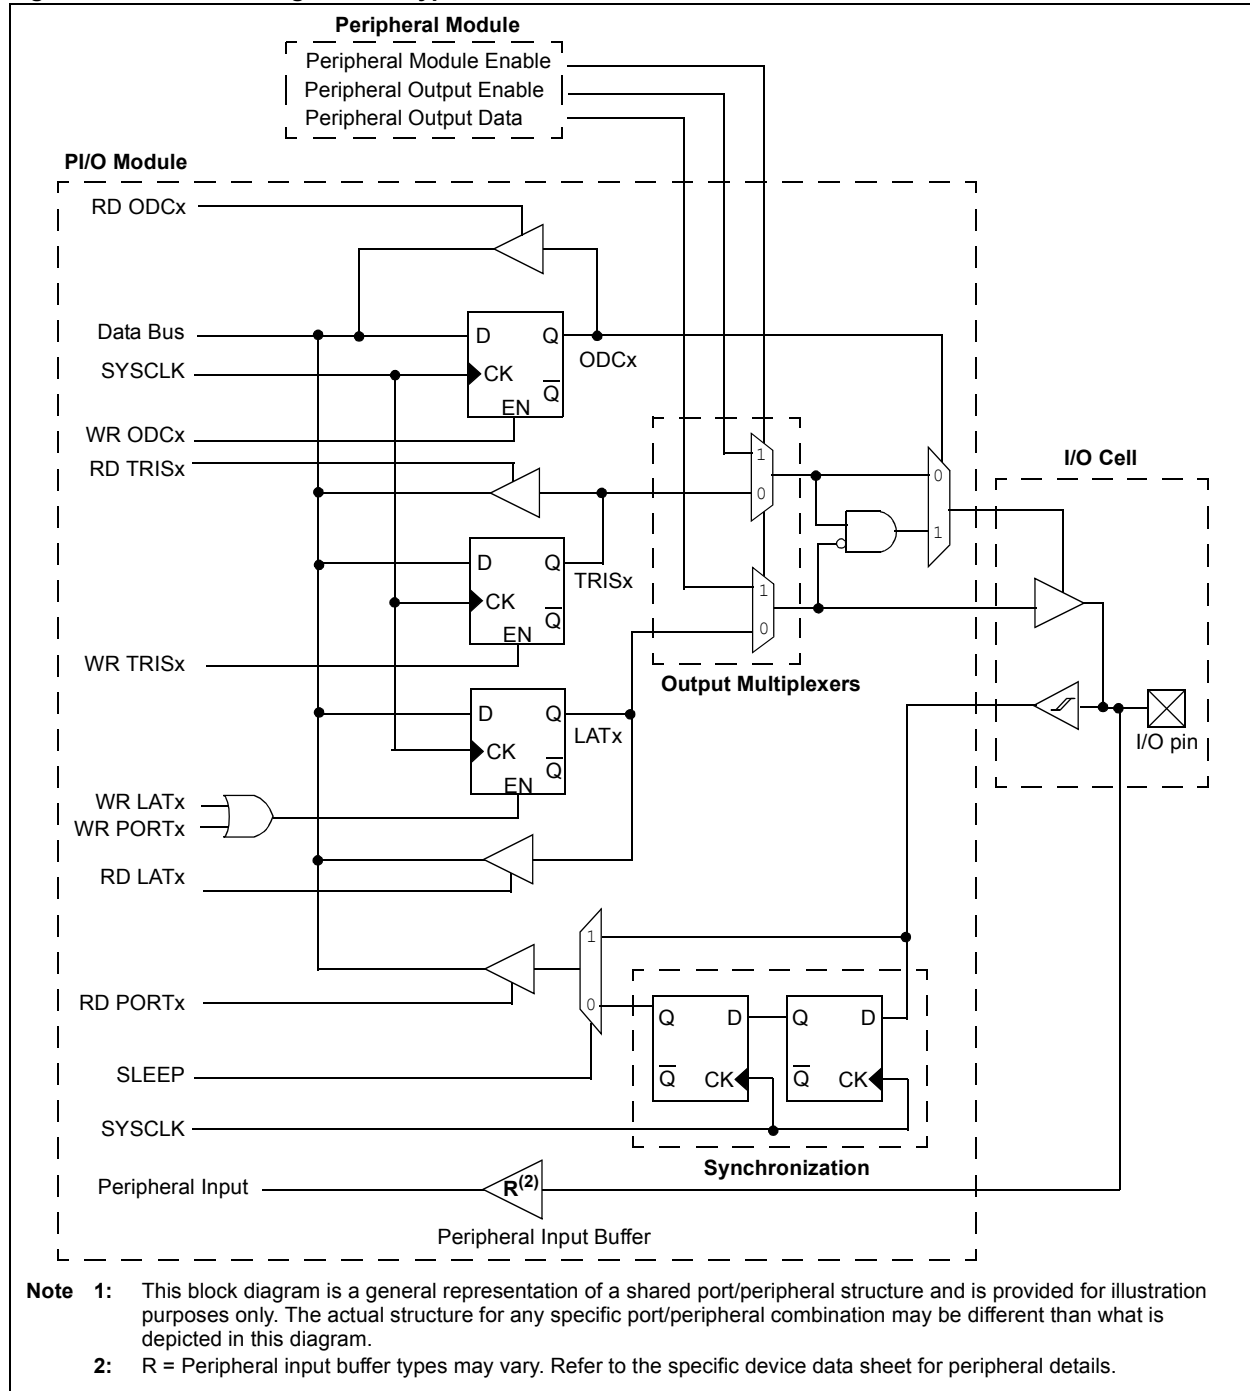 Peripheral Module
Peripheral Module Enable
Peripheral Output Enable
Peripheral Output Data
PI/O Module
RD ODCx
Data Bus
SYSCLK
D
Q
CK
Q
EN
ODCx
WR ODCx
RD TRISx
1
0
0
1
I/O Cell
D
Q
CK
Q
EN
TRISx
1
0
WR TRISx
Output Multiplexers
D
Q
CK
Q
EN
LATx
I/O pin
WR LATx
WR PORTx
RD LATx
1
0
RD PORTx
Q
D
Q
CK
Q
D
Q
CK
SLEEP
SYSCLK
Synchronization
Peripheral Input
R(2)
Peripheral Input Buffer
Note 1: This block diagram is a general representation of a shared port/peripheral structure and is provided for illustration
purposes only. The actual structure for any specific port/peripheral combination may be different than what is
depicted in this diagram.
2: R = Peripheral input buffer types may vary. Refer to the specific device data sheet for peripheral details.